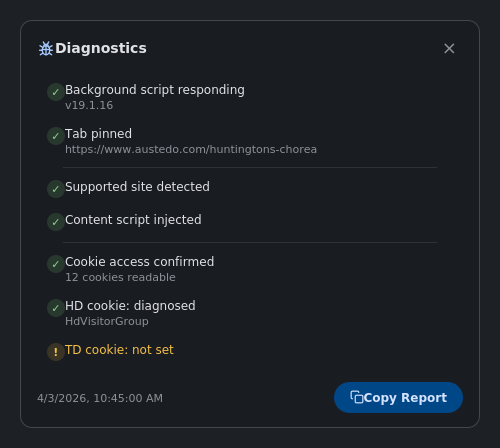 Diagnostics
Background script responding
v19.1.16
Tab pinned
https://www.austedo.com/huntingtons-chorea
Supported site detected
Content script injected
Cookie access confirmed
12 cookies readable
HD cookie: diagnosed
HdVisitorGroup
TD cookie: not set
4/3/2026, 10:45:00 AM
Copy Report